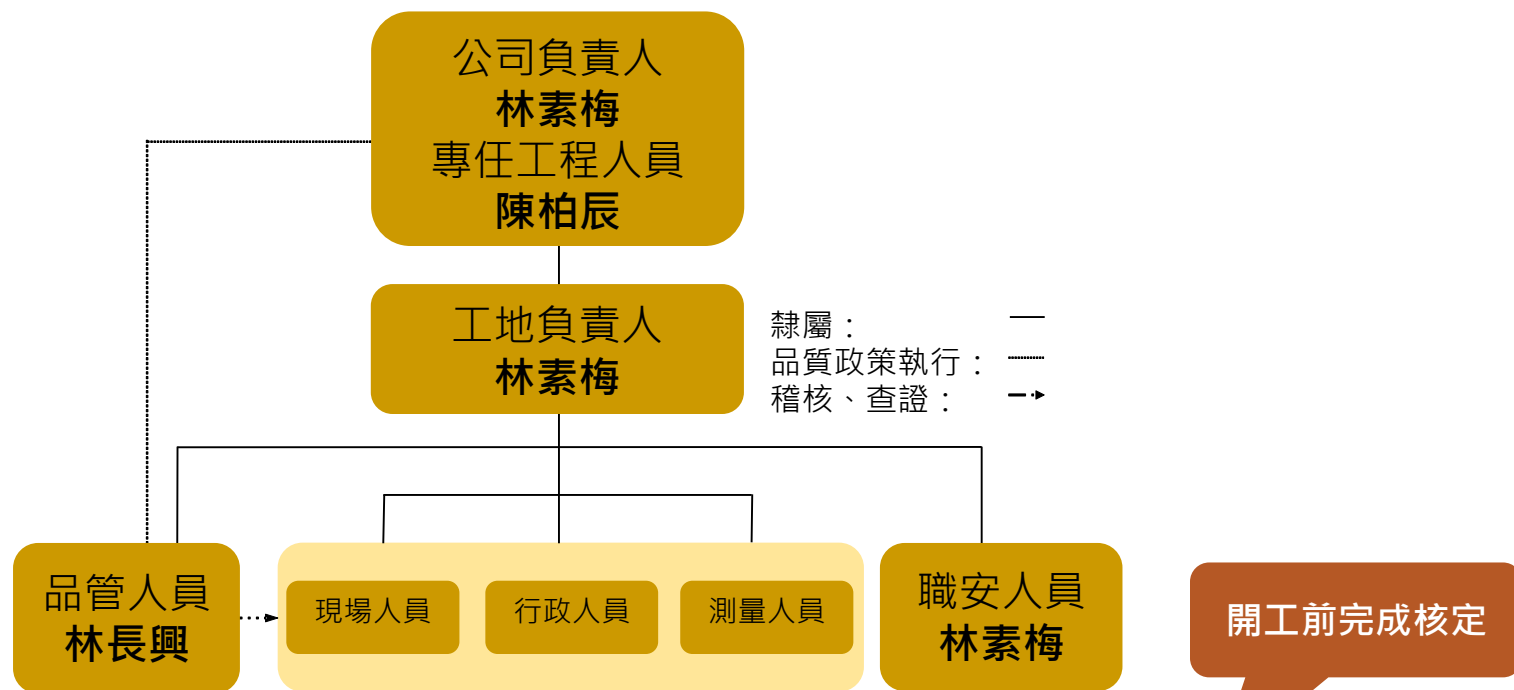 公司負責人
林素梅
專任工程人員
陳柏辰
工地負責人
林素梅
隸屬：
品質政策執行：
稽核、查證：
品管人員
林長興
現場人員
行政人員
測量人員
職安人員
林素梅
開工前完成核定